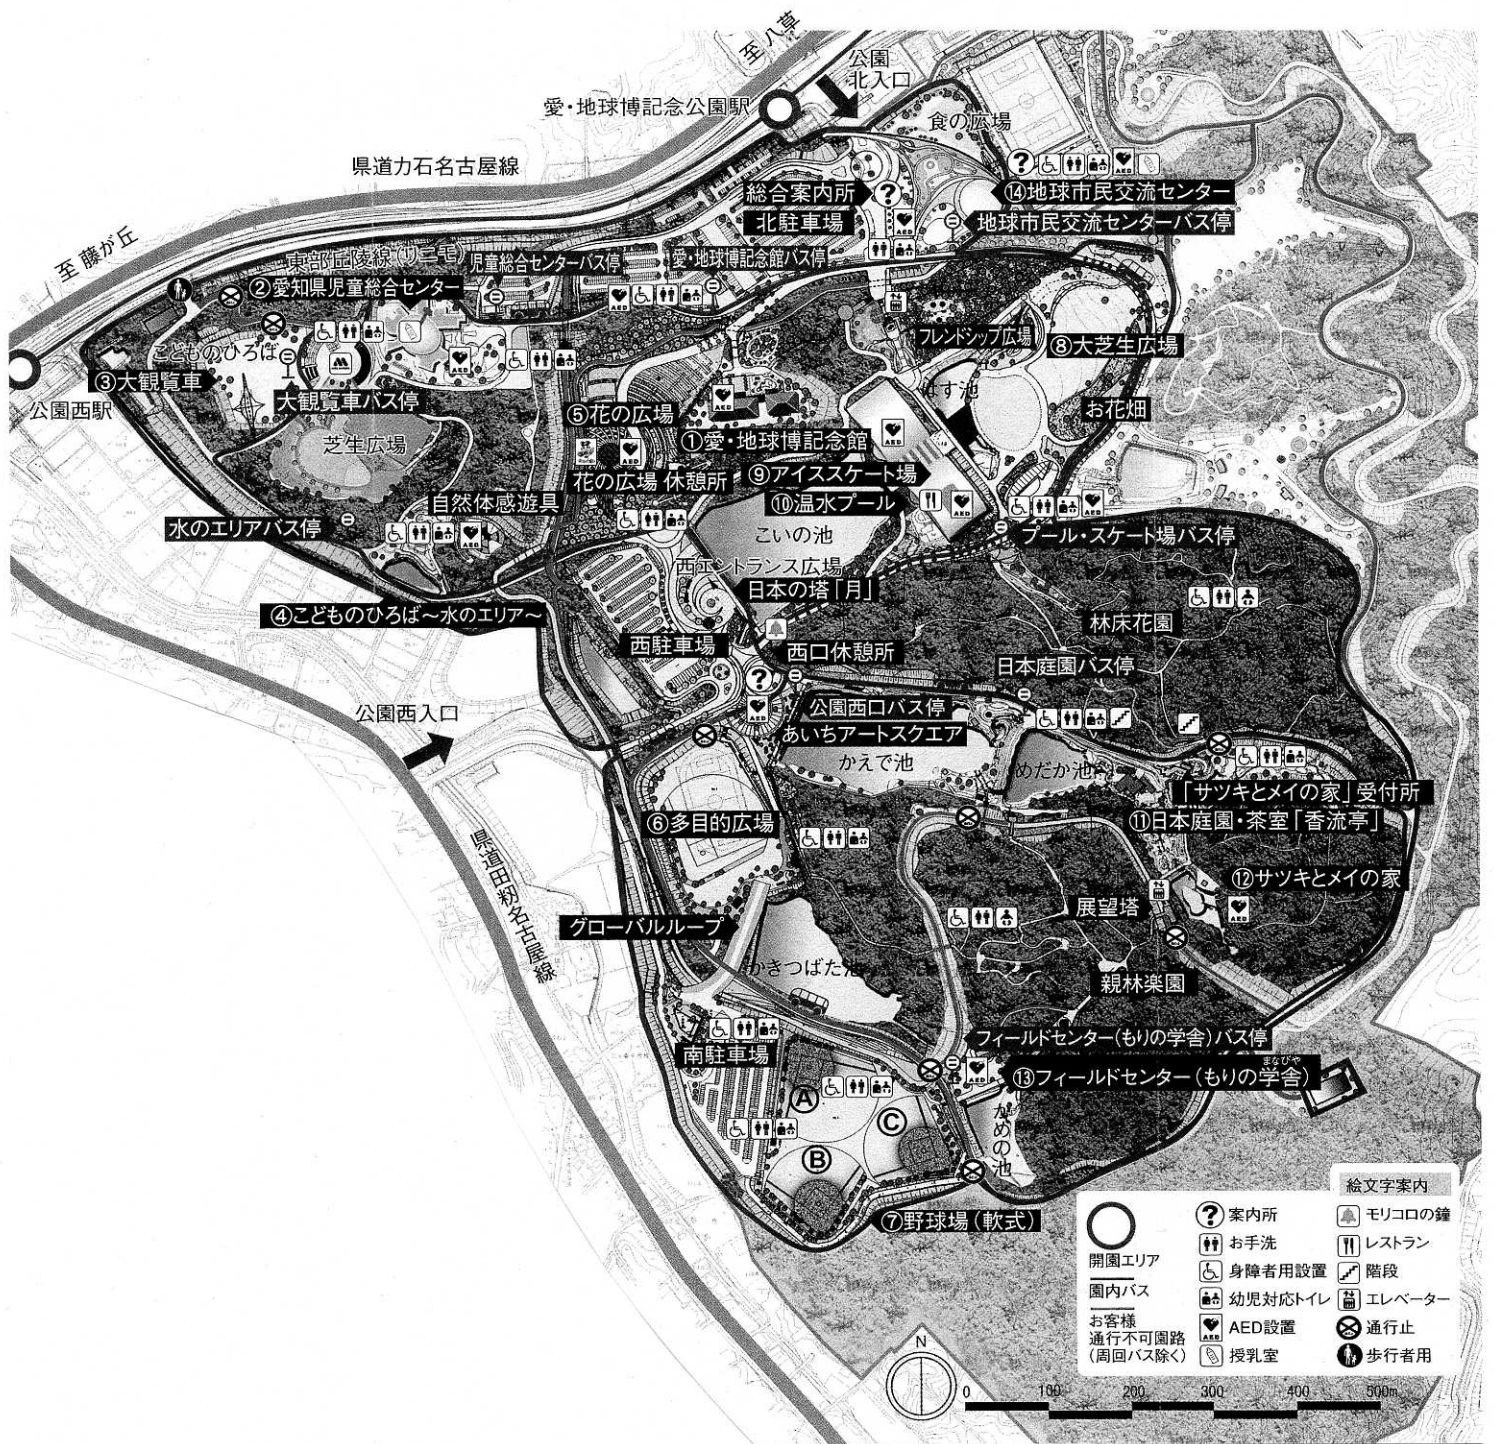 至 八草
公園
北入口
愛・地球博記念公園駅
食の広場
県道力石名古屋線
総合案内所
⑭地球市民交流センター
北駐車場
地球市民交流センターバス停
至 藤が丘
東部丘陵線(リニモ)
児童総合センターバス停
愛・地球博記念館バス停
②愛知県児童総合センター
フレンドシップ広場
⑧大芝生広場
こどものひろば
③大観覧車
大観覧車バス停
公園西駅
はす池
お花畑
⑤花の広場
芝生広場
①愛・地球博記念館
⑨アイススケート場
花の広場 休憩所
自然体感遊具
⑩温水プール
水のエリアバス停
こいの池
プール・スケート場バス停
西エントランス広場
日本の塔「月」
④こどものひろば～水のエリア～
林床花園
西駐車場
西口休憩所
日本庭園バス停
公園西入口
公園西口バス停
あいちアートスクエア
かえで池
めだか池
「サツキとメイの家」受付所
⑥多目的広場
⑪日本庭園・茶室「香流亭」
県道田籾名古屋線
⑫サツキとメイの家
展望塔
グローバルループ
かきつばた池
親林楽園
フィールドセンター(もりの学舎)バス停
南駐車場
まなびや
⑬フィールドセンター(もりの学舎)
A
C
B
かめの池
⑦野球場(軟式)
絵文字案内
開園エリア
園内バス
お客様
通行不可園路
(周回バス除く)
? 案内所
お手洗
身障者用設置
幼児対応トイレ
AED AED設置
授乳室
モリコロの鐘
レストラン
階段
エレベーター
通行止
歩行者用
N
0 100 200 300 400 500m